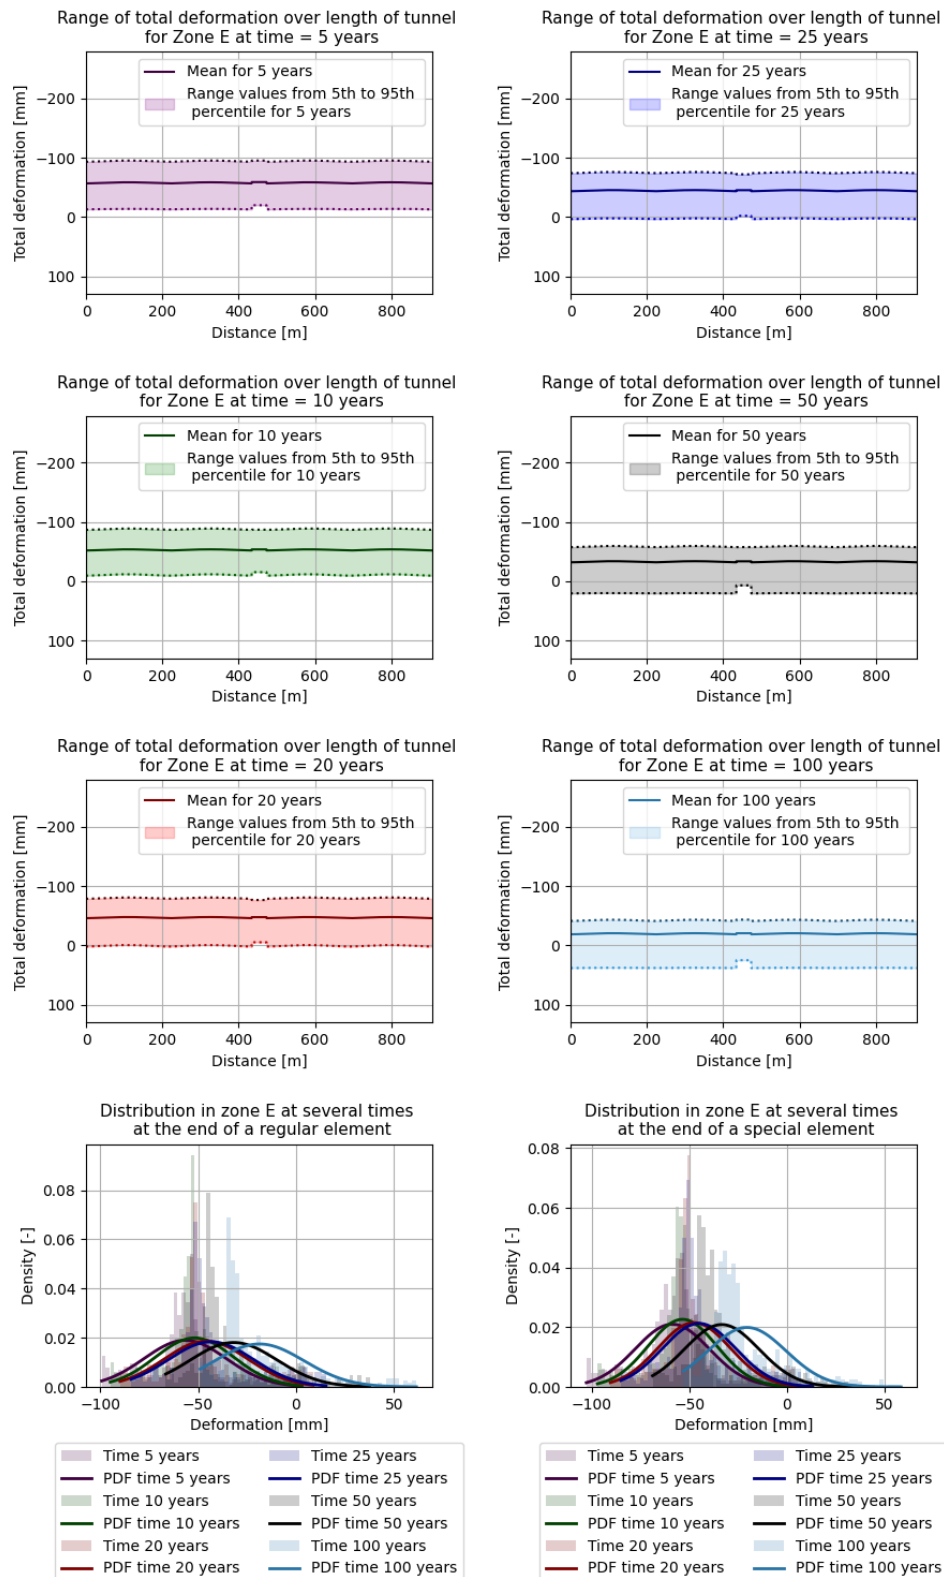 Range of total deformation over length of tunnel
for Zone E at time = 5 years
Mean for 5 years
Range values from 5th to 95th
percentile for 5 years
Total deformation [mm]
−200
−100
0
100
0 200 400 600 800
Distance [m]
Range of total deformation over length of tunnel
for Zone E at time = 25 years
Mean for 25 years
Range values from 5th to 95th
percentile for 25 years
Total deformation [mm]
−200
−100
0
100
0 200 400 600 800
Distance [m]
Range of total deformation over length of tunnel
for Zone E at time = 10 years
Mean for 10 years
Range values from 5th to 95th
percentile for 10 years
Total deformation [mm]
−200
−100
0
100
0 200 400 600 800
Distance [m]
Range of total deformation over length of tunnel
for Zone E at time = 50 years
Mean for 50 years
Range values from 5th to 95th
percentile for 50 years
Total deformation [mm]
−200
−100
0
100
0 200 400 600 800
Distance [m]
Range of total deformation over length of tunnel
for Zone E at time = 20 years
Mean for 20 years
Range values from 5th to 95th
percentile for 20 years
Total deformation [mm]
−200
−100
0
100
0 200 400 600 800
Distance [m]
Range of total deformation over length of tunnel
for Zone E at time = 100 years
Mean for 100 years
Range values from 5th to 95th
percentile for 100 years
Total deformation [mm]
−200
−100
0
100
0 200 400 600 800
Distance [m]
Distribution in zone E at several times
at the end of a regular element
Density [-]
0.08
0.06
0.04
0.02
0.00
−100 −50 0 50
Deformation [mm]
Time 5 years
PDF time 5 years
Time 10 years
PDF time 10 years
Time 20 years
PDF time 20 years
Time 25 years
PDF time 25 years
Time 50 years
PDF time 50 years
Time 100 years
PDF time 100 years
Distribution in zone E at several times
at the end of a special element
Density [-]
0.08
0.06
0.04
0.02
0.00
−100 −50 0 50
Deformation [mm]
Time 5 years
PDF time 5 years
Time 10 years
PDF time 10 years
Time 20 years
PDF time 20 years
Time 25 years
PDF time 25 years
Time 50 years
PDF time 50 years
Time 100 years
PDF time 100 years